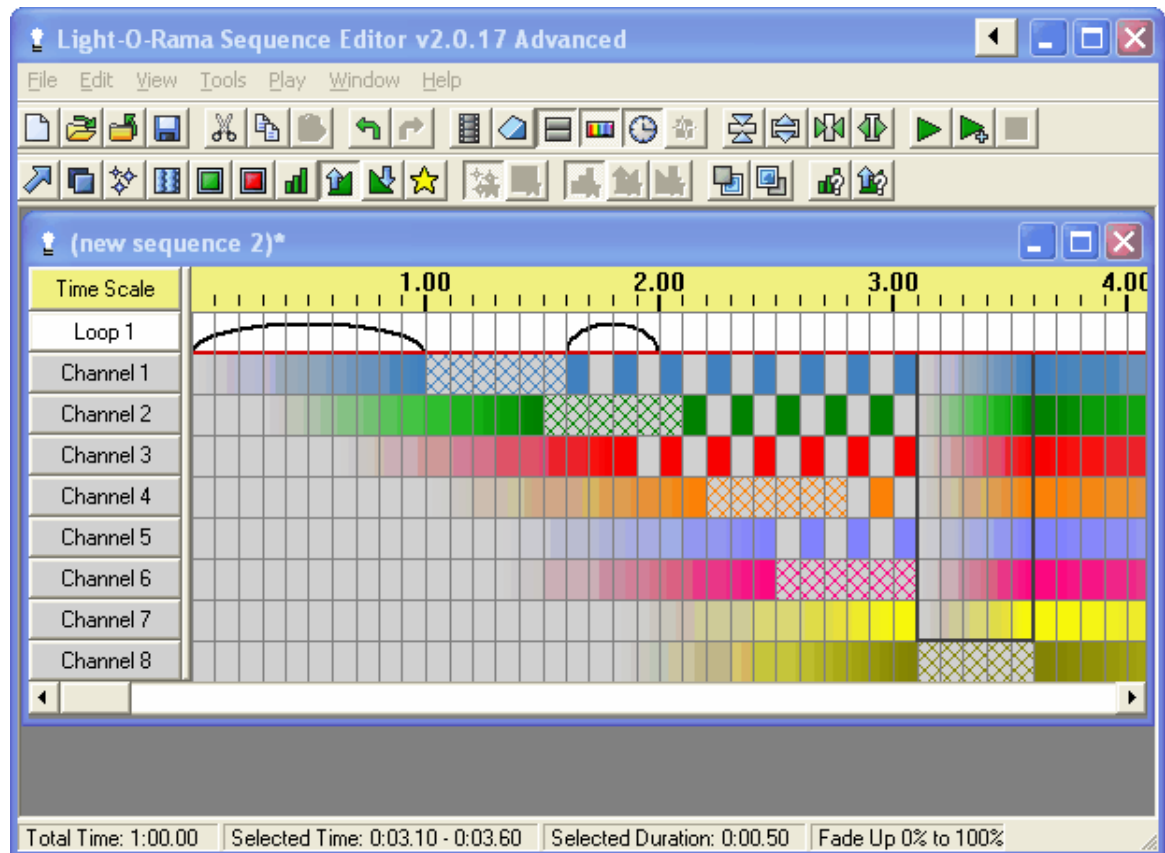 Light-O-Rama Sequence Editor v2.0.17 Advanced
File Edit View Tools Play Window Help
(new sequence 2)*
Time Scale 1.00 2.00 3.00 4.00
Loop 1
Channel 1
Channel 2
Channel 3
Channel 4
Channel 5
Channel 6
Channel 7
Channel 8
Total Time: 1:00.00 Selected Time: 0:03.10 - 0:03.60 Selected Duration: 0:00.50 Fade Up 0% to 100%